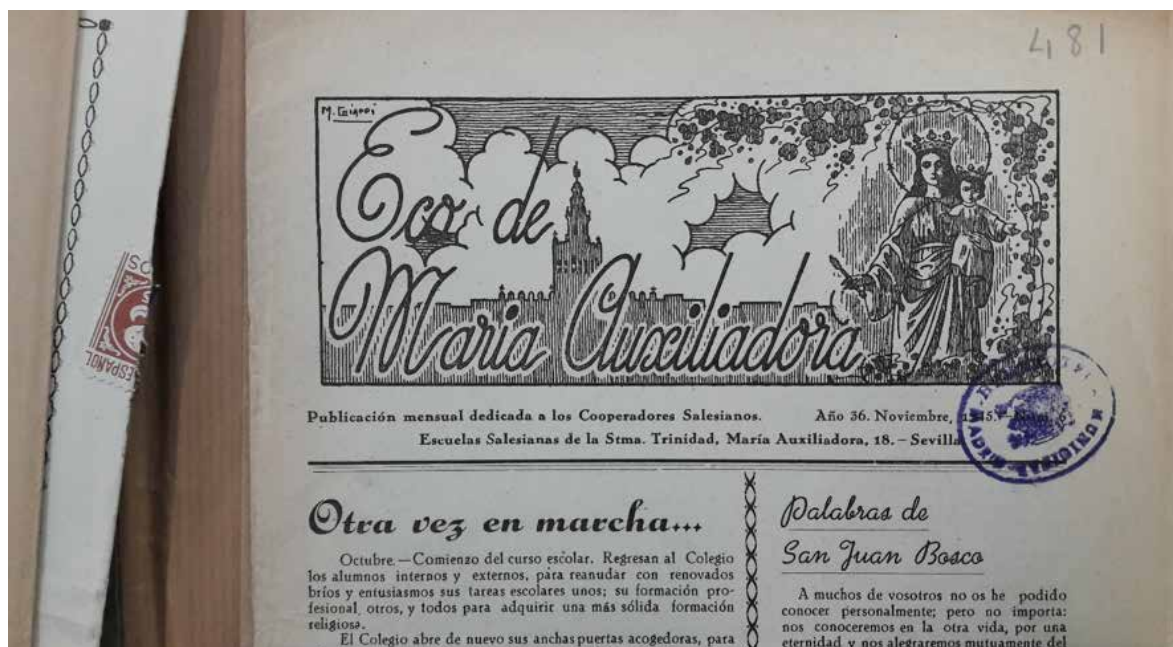 481
Eco de
María Auxiliadora
Publicación mensual dedicada a los Cooperadores Salesianos. Año 36. Noviembre,
Escuelas Salesianas de la Stma. Trinidad, María Auxiliadora, 18. – Sevilla
Otra vez en marcha...
Octubre. — Comienzo del curso escolar. Regresan al Colegio
los alumnos internos y externos, para reanudar con renovados
bríos y entusiasmos sus tareas escolares unos; su formación pro-
fesional, otros, y todos para adquirir una más sólida formación
religiosa.
El Colegio abre de nuevo sus anchas puertas acogedoras, para
Palabras de
San Juan Bosco
A muchos de vosotros no os he podido
conocer personalmente; pero no importa:
nos conoceremos en la otra vida, por una
eternidad y nos alegraremos mutuamente del
MADRID
MUNICIPAL
ESPAÑOL